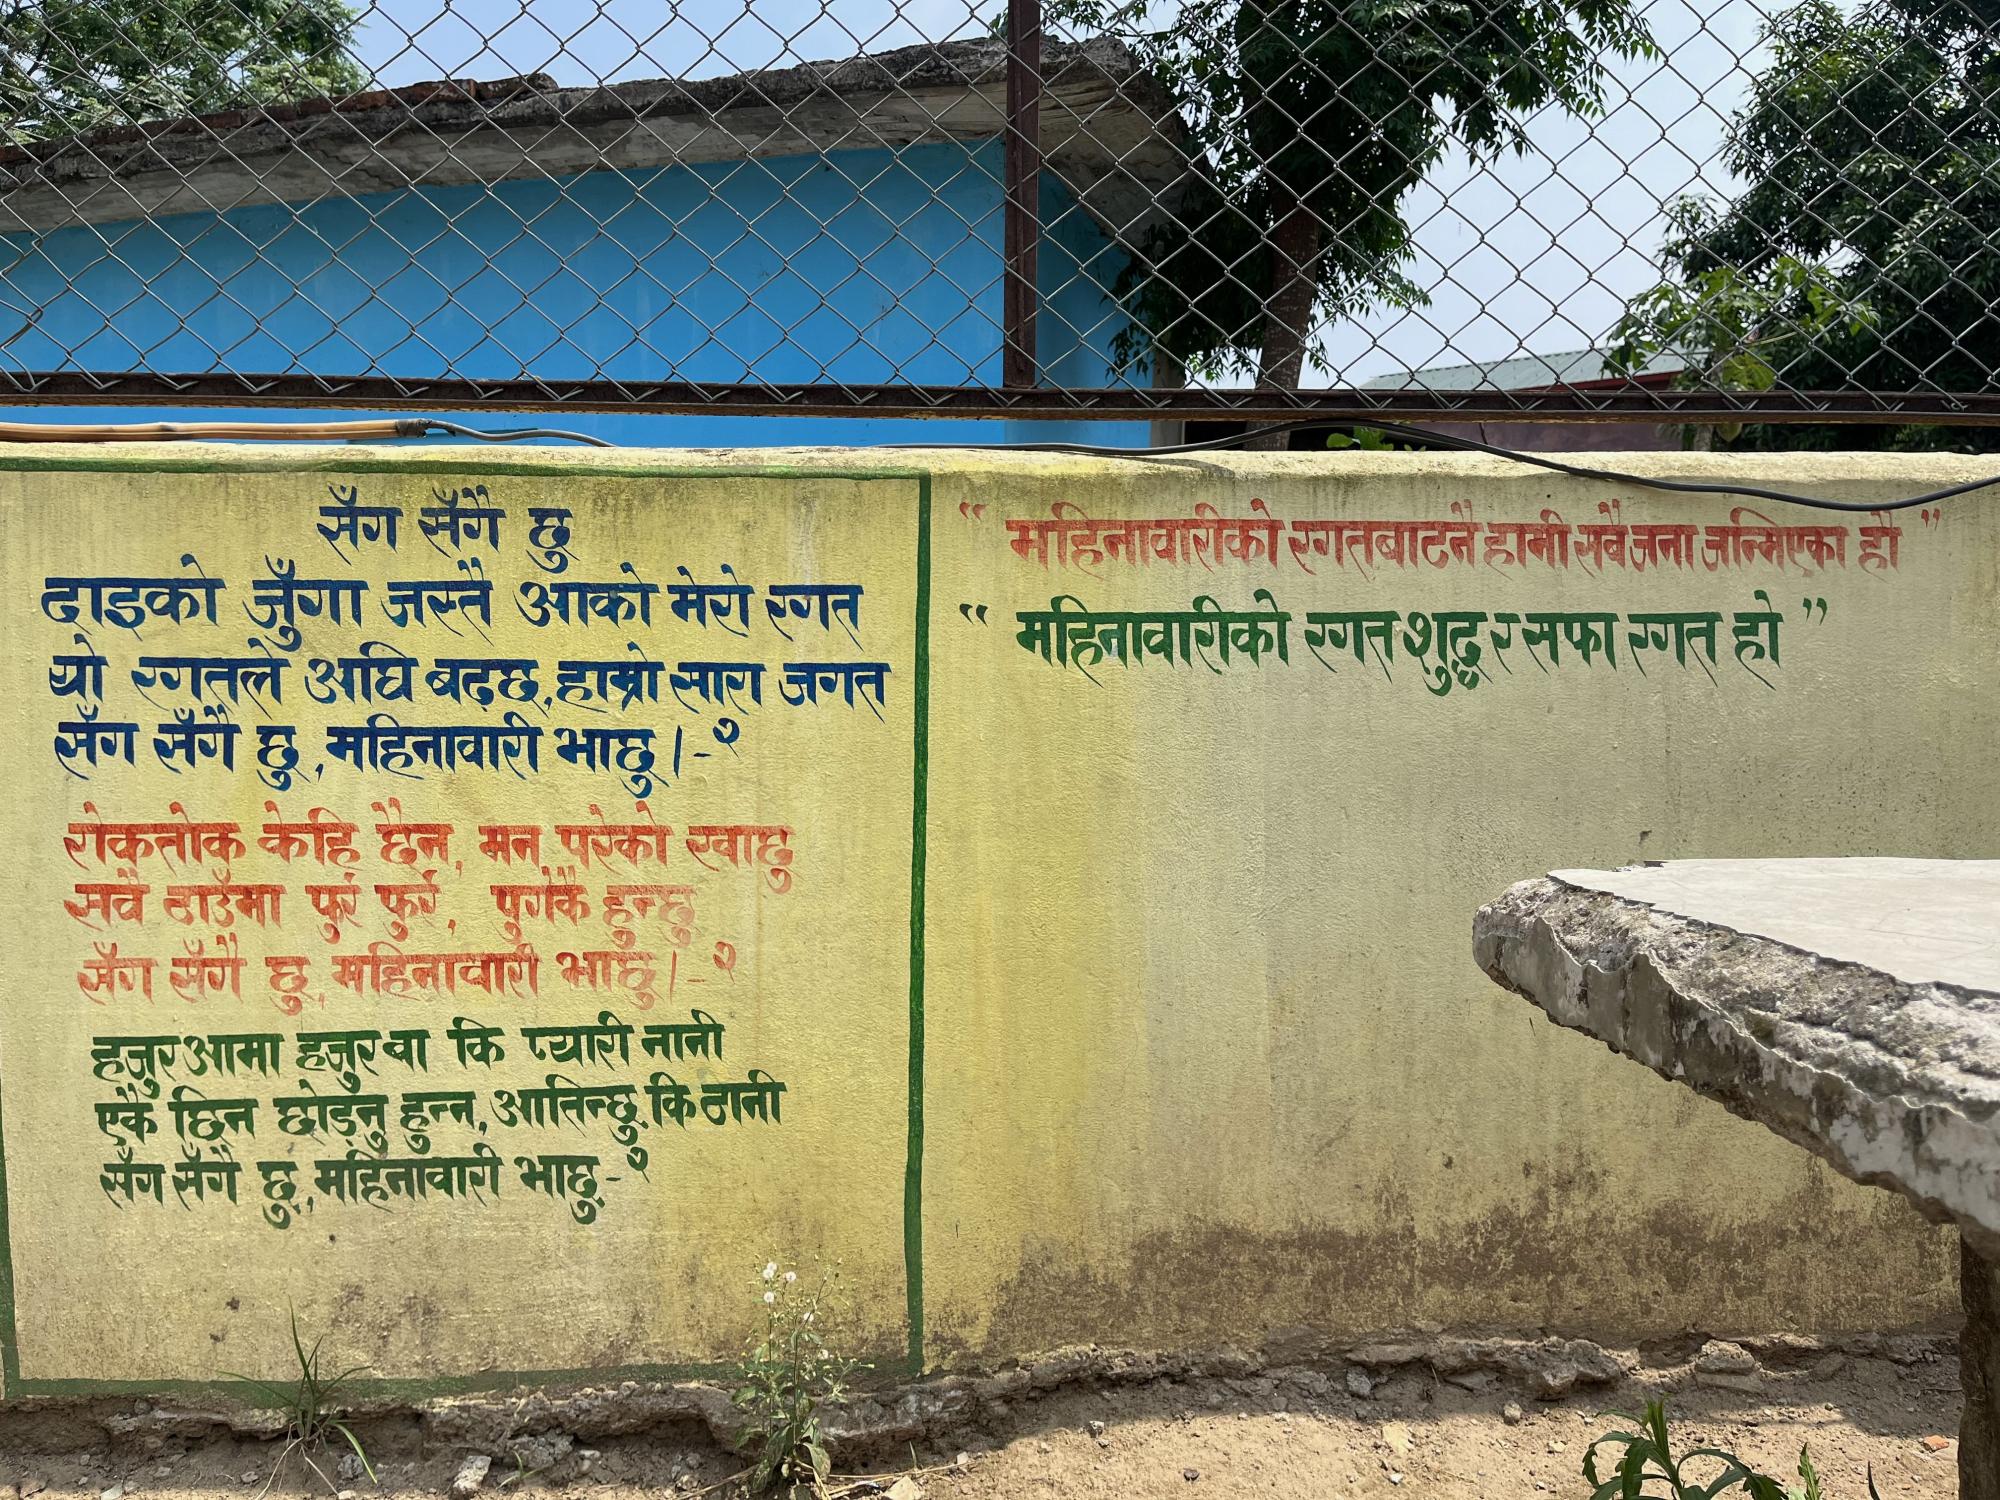 सँग सँगै छु
दाइको जुँगा जस्तै आको मेरो रगत
यो रगतले अघि बढ्छ, हाम्रो सारा जगत
सँग सँगै छु, महिनावारी भाछु।-२
रोकतोक केहि छैन, मन परेको खाछु
सबै ठाउँमा फुर्र फुर्र, पुगेकै हुन्छु
सँग सँगै छु, महिनावारी भाछु।-२
हजुरआमा हजुरबा कि प्यारी नानी
एकै छिन छोड्नु हुन्न, आतिन्छु कि ठानी
सँग सँगै छु, महिनावारी भाछु-२
“ महिनावारीको रगतबाटनै हामी सबैजना जन्मिएका हौं ”
“ महिनावारीको रगत शुद्ध र सफा रगत हो ”